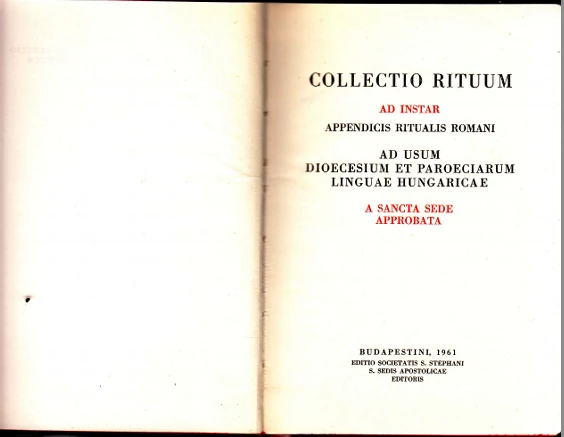 COLLECTIO RITUUM
AD INSTAR
APPENDICIS RITUALIS ROMANI
AD USUM
DIOECESIUM ET PAROECIARUM
LINGUAE HUNGARICAE
A SANCTA SEDE
APPROBATA
BUDAPESTINI, 1961
EDITIO SOCIETATIS S. STEPHANI
S. SEDIS APOSTOLICAE
EDITORIS